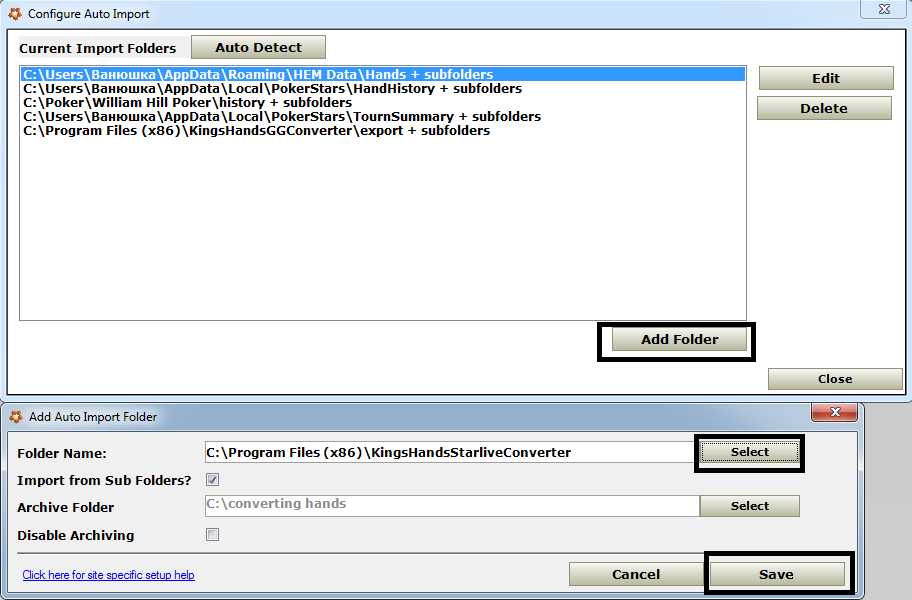 Configure Auto Import
Current Import Folders Auto Detect
C:\Users\Ванюшка\AppData\Roaming\HEM Data\Hands + subfolders
C:\Users\Ванюшка\AppData\Local\PokerStars\HandHistory + subfolders
C:\Poker\William Hill Poker\history + subfolders
C:\Users\Ванюшка\AppData\Local\PokerStars\TournSummary + subfolders
C:\Program Files (x86)\KingsHandsGGConverter\export + subfolders
Edit
Delete
Add Folder
Close
Add Auto Import Folder
Folder Name: C:\Program Files (x86)\KingsHandsStarliveConverter Select
Import from Sub Folders?
Archive Folder C:\converting hands Select
Disable Archiving
Click here for site specific setup help Cancel Save